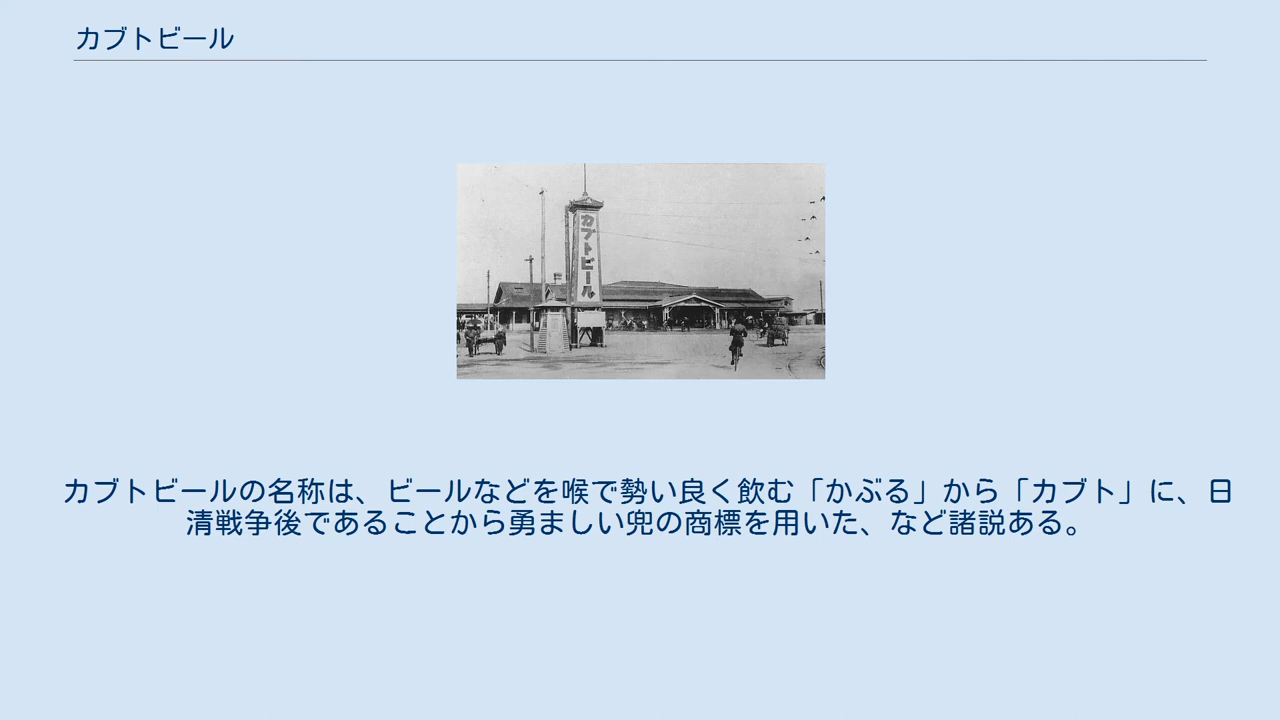 カブトビール
カブトビール
カブトビールの名称は、ビールなどを喉で勢い良く飲む「かぶる」から「カブト」に、日
清戦争後であることから勇ましい兜の商標を用いた、など諸説ある。